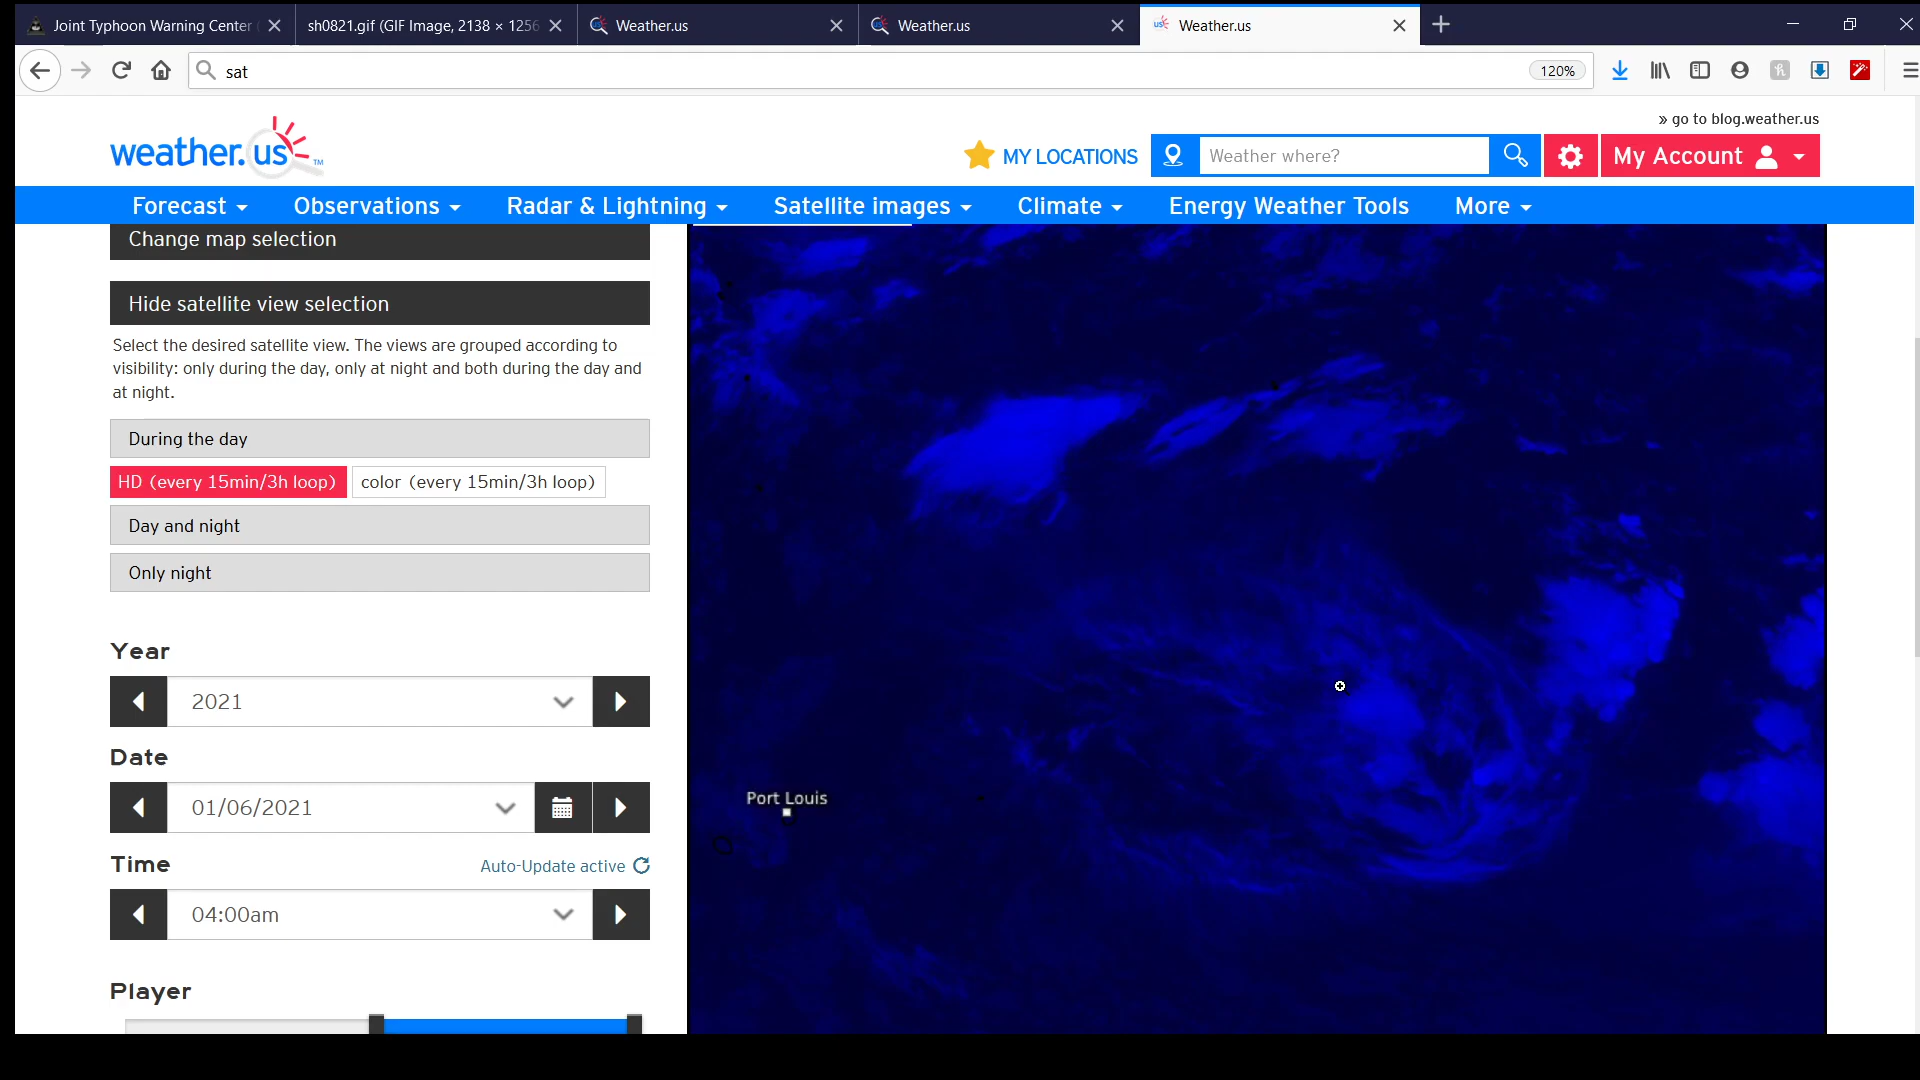 Joint Typhoon Warning Center
sh0821.gif (GIF Image, 2138 × 1256
Weather.us
Weather.us
Weather.us
sat
120%
» go to blog.weather.us
weather.us™
MY LOCATIONS
Weather where?
My Account
Forecast
Observations
Radar & Lightning
Satellite images
Climate
Energy Weather Tools
More
Change map selection
Hide satellite view selection
Select the desired satellite view. The views are grouped according to
visibility: only during the day, only at night and both during the day and
at night.
During the day
HD (every 15min/3h loop)
color (every 15min/3h loop)
Day and night
Only night
Year
2021
Date
01/06/2021
Time
Auto-Update active
04:00am
Player
Port Louis